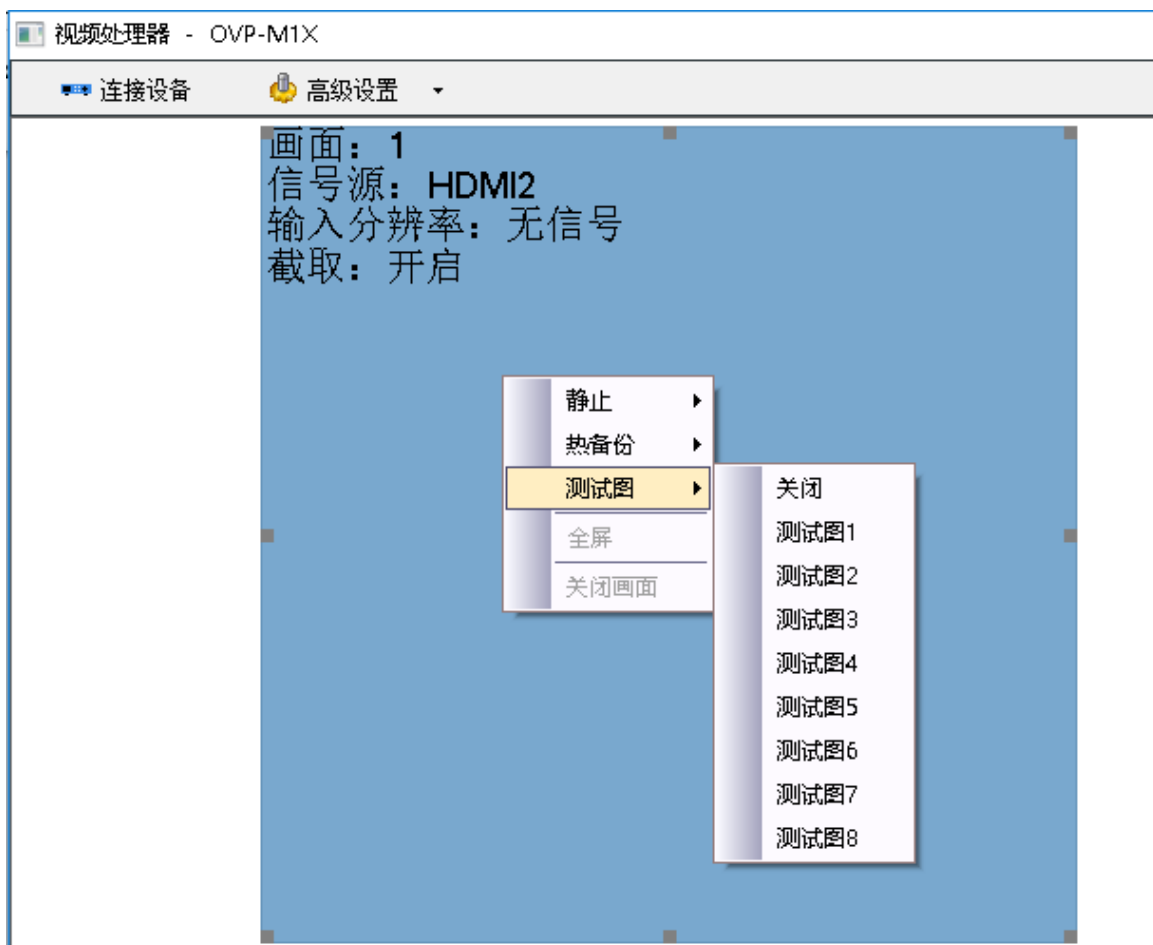 视频处理器 - OVP-M1X
连接设备 高级设置
画面：1
信号源：HDMI2
输入分辨率：无信号
截取：开启
静止
热备份
测试图
全屏
关闭画面
关闭
测试图1
测试图2
测试图3
测试图4
测试图5
测试图6
测试图7
测试图8